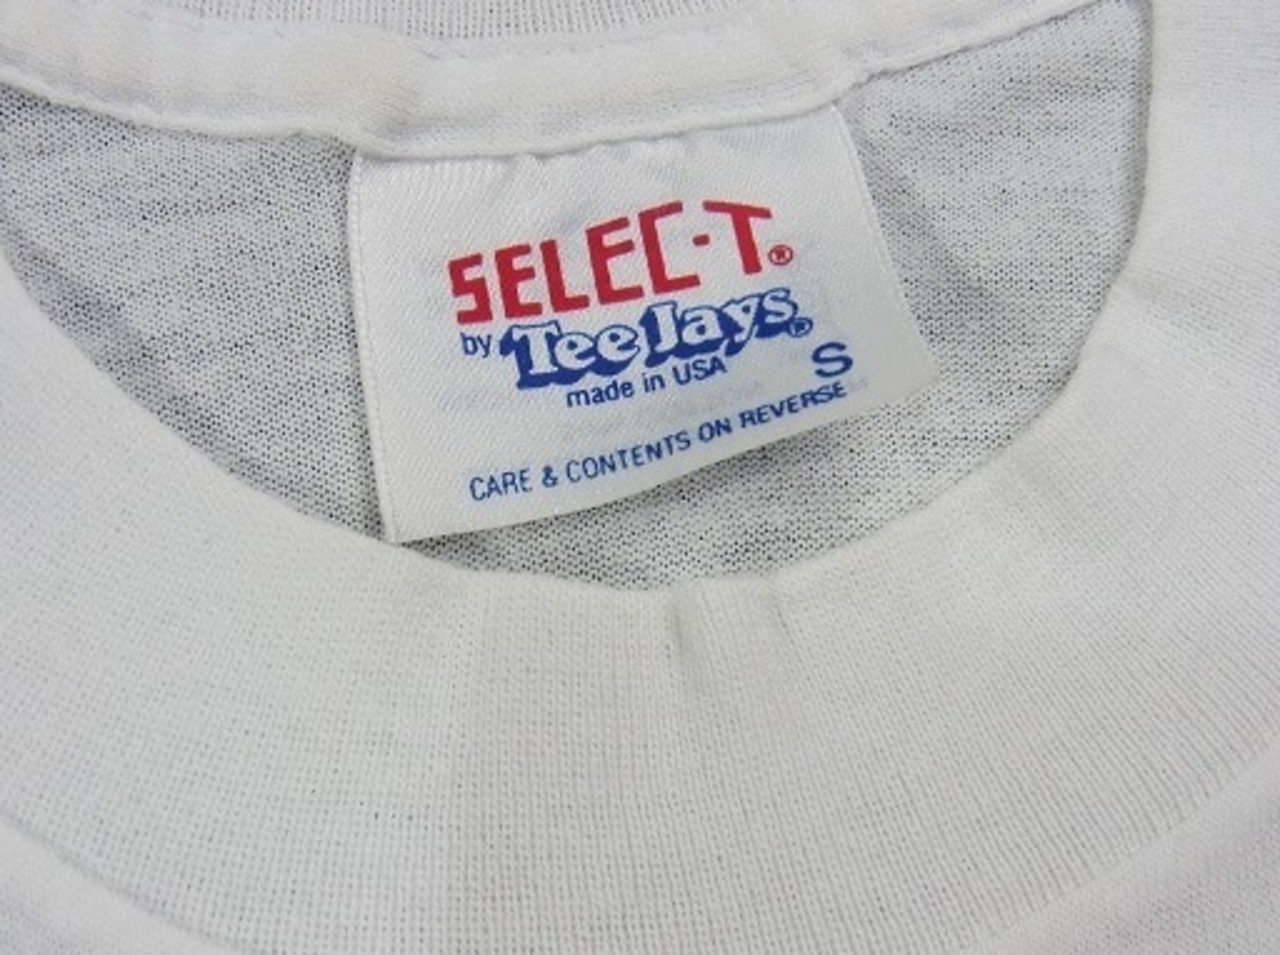 SELEC-T®
by Tee Jays®
made in USA
S
CARE & CONTENTS ON REVERSE